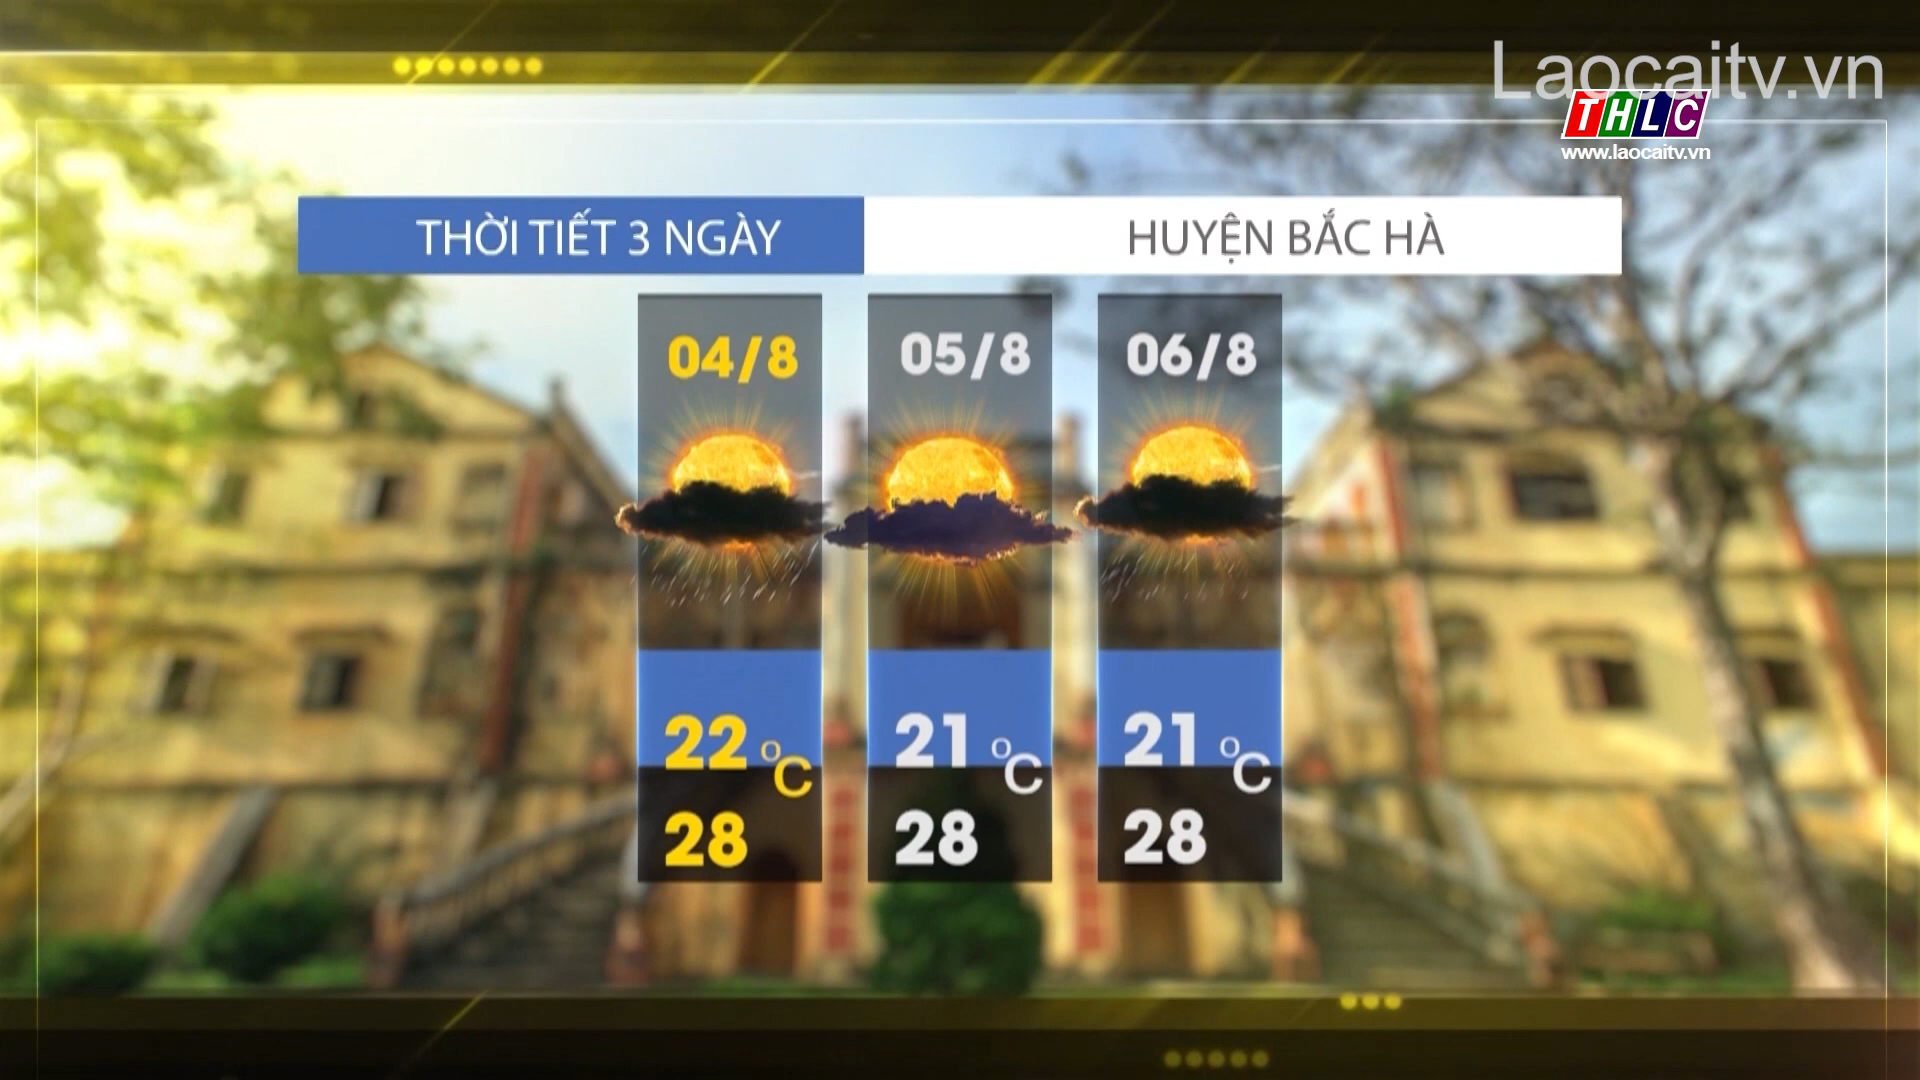 Laocaitv.vn
THLC
www.laocaitv.vn
THỜI TIẾT 3 NGÀY
HUYỆN BẮC HÀ
04/8
05/8
06/8
22 °C
21 °C
21 °C
28
28
28